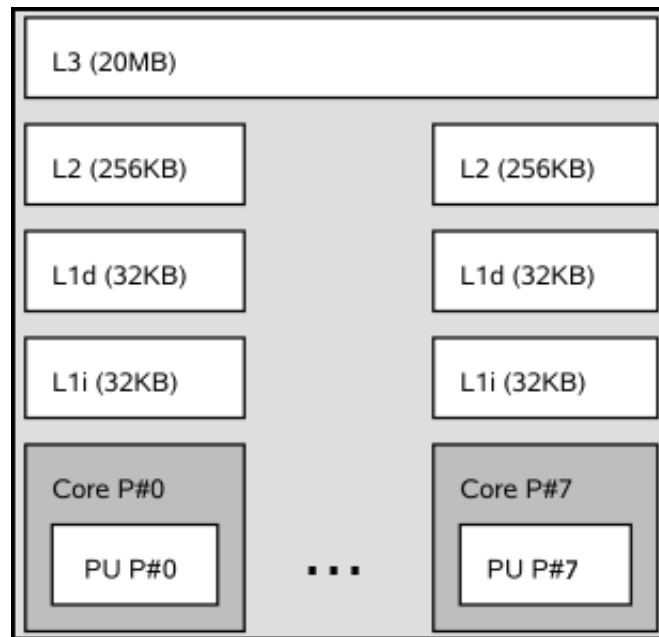 L3 (20MB)
L2 (256KB) L2 (256KB)
L1d (32KB) L1d (32KB)
L1i (32KB) L1i (32KB)
Core P#0 Core P#7
PU P#0 ... PU P#7